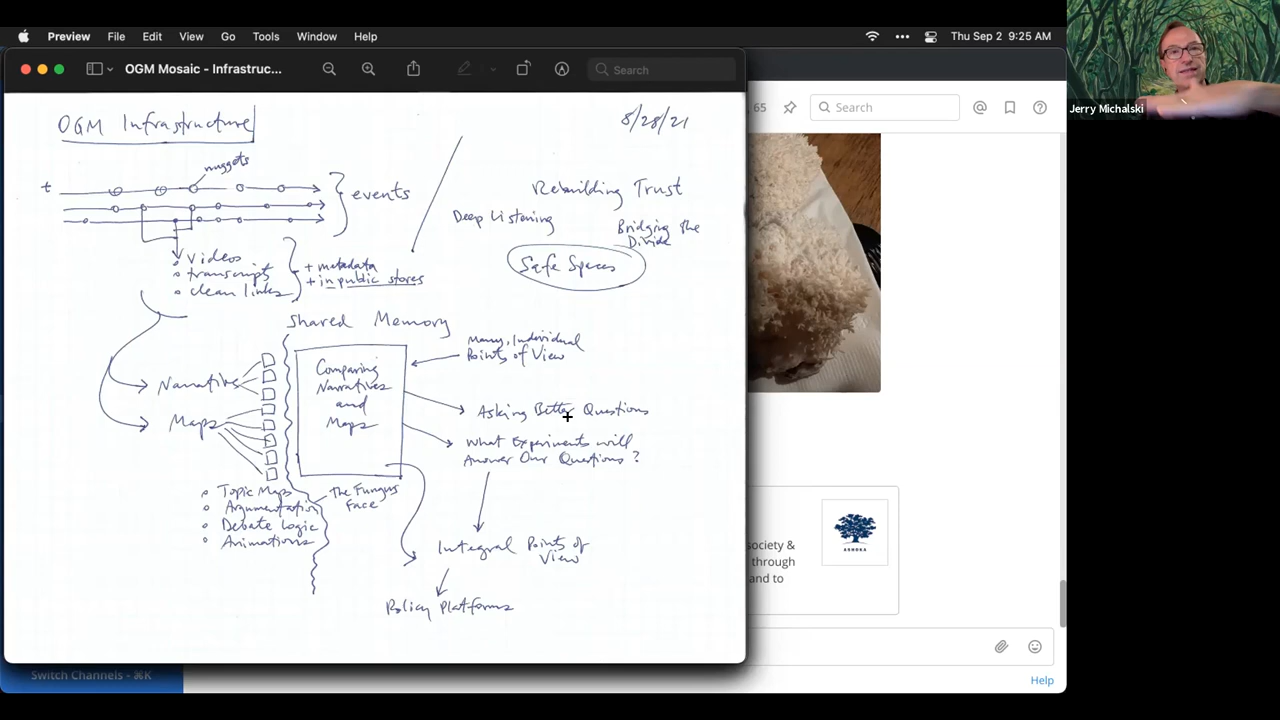 Preview File Edit View Go Tools Window Help
Thu Sep 2 9:25 AM
OGM Mosaic - Infrastruc...
Search
Jerry Michalski
OGM Infrastructure
8/28/21
nuggets
t
events
videos
transcript
clean links
+ metadata
+ in public stores
Rebuilding Trust
Deep Listening
Bridging the
Divide
Safe Spaces
Shared Memory
Narrative
Maps
Comparing
Narratives
and
Maps
Many, Individual
Points of View
Asking Better Questions
What Experiments will
Answer Our Questions?
Topic Maps
Argumentation
Debate Logic
Animations
The Fungus
Face
Integral Points of
View
Policy Platforms
65
Search
ASHOKA
society &
through
and to
Help
Switch Channels - ⌘K